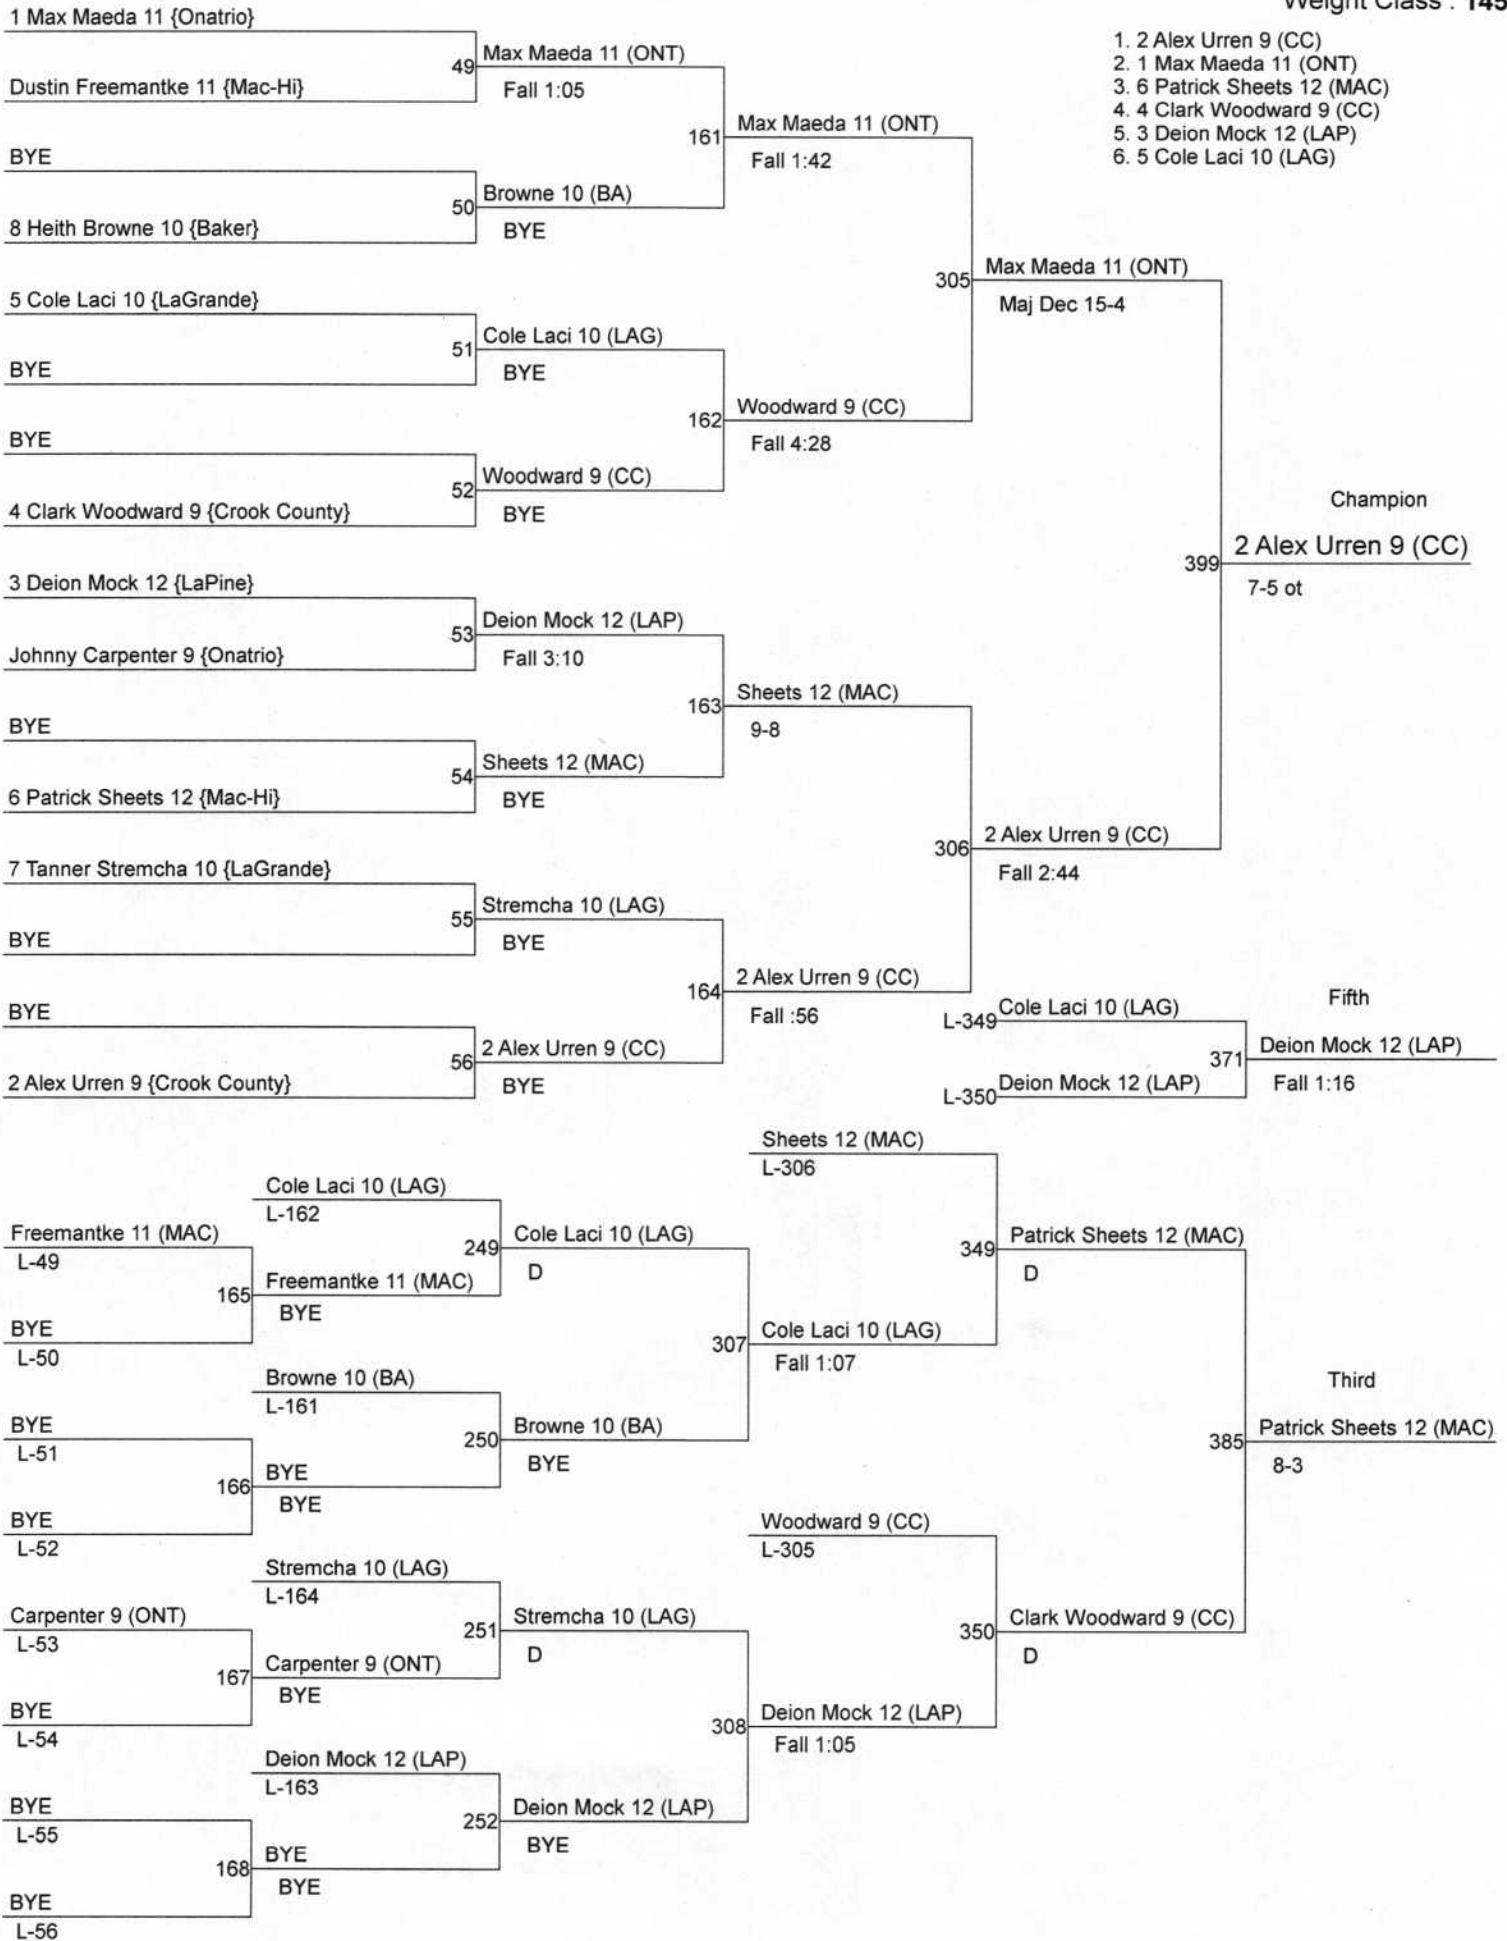 Weight Class : 145
1. 2 Alex Urren 9 (CC)
2. 1 Max Maeda 11 (ONT)
3. 6 Patrick Sheets 12 (MAC)
4. 4 Clark Woodward 9 (CC)
5. 3 Deion Mock 12 (LAP)
6. 5 Cole Laci 10 (LAG)
1 Max Maeda 11 {Onatrio}
Dustin Freemantke 11 {Mac-Hi}
BYE
8 Heith Browne 10 {Baker}
5 Cole Laci 10 {LaGrande}
BYE
BYE
4 Clark Woodward 9 {Crook County}
3 Deion Mock 12 {LaPine}
Johnny Carpenter 9 {Onatrio}
BYE
6 Patrick Sheets 12 {Mac-Hi}
7 Tanner Stremcha 10 {LaGrande}
BYE
BYE
2 Alex Urren 9 {Crook County}
49 Max Maeda 11 (ONT)
Fall 1:05
50 Browne 10 (BA)
BYE
51 Cole Laci 10 (LAG)
BYE
52 Woodward 9 (CC)
BYE
53 Deion Mock 12 (LAP)
Fall 3:10
54 Sheets 12 (MAC)
BYE
55 Stremcha 10 (LAG)
BYE
56 2 Alex Urren 9 (CC)
BYE
161 Max Maeda 11 (ONT)
Fall 1:42
162 Woodward 9 (CC)
Fall 4:28
163 Sheets 12 (MAC)
9-8
164 2 Alex Urren 9 (CC)
Fall :56
305 Max Maeda 11 (ONT)
Maj Dec 15-4
306 2 Alex Urren 9 (CC)
Fall 2:44
Champion
399 2 Alex Urren 9 (CC)
7-5 ot
L-349 Cole Laci 10 (LAG)
L-350 Deion Mock 12 (LAP)
Fifth
371 Deion Mock 12 (LAP)
Fall 1:16
Freemantke 11 (MAC)
L-49
BYE
L-50
BYE
L-51
BYE
L-52
Carpenter 9 (ONT)
L-53
BYE
L-54
BYE
L-55
BYE
L-56
Cole Laci 10 (LAG)
L-162
165 Freemantke 11 (MAC)
BYE
Browne 10 (BA)
L-161
166 BYE
BYE
Stremcha 10 (LAG)
L-164
167 Carpenter 9 (ONT)
BYE
Deion Mock 12 (LAP)
L-163
168 BYE
BYE
249 Cole Laci 10 (LAG)
D
250 Browne 10 (BA)
BYE
251 Stremcha 10 (LAG)
D
252 Deion Mock 12 (LAP)
BYE
Sheets 12 (MAC)
L-306
307 Cole Laci 10 (LAG)
Fall 1:07
Woodward 9 (CC)
L-305
308 Deion Mock 12 (LAP)
Fall 1:05
349 Patrick Sheets 12 (MAC)
D
350 Clark Woodward 9 (CC)
D
Third
385 Patrick Sheets 12 (MAC)
8-3